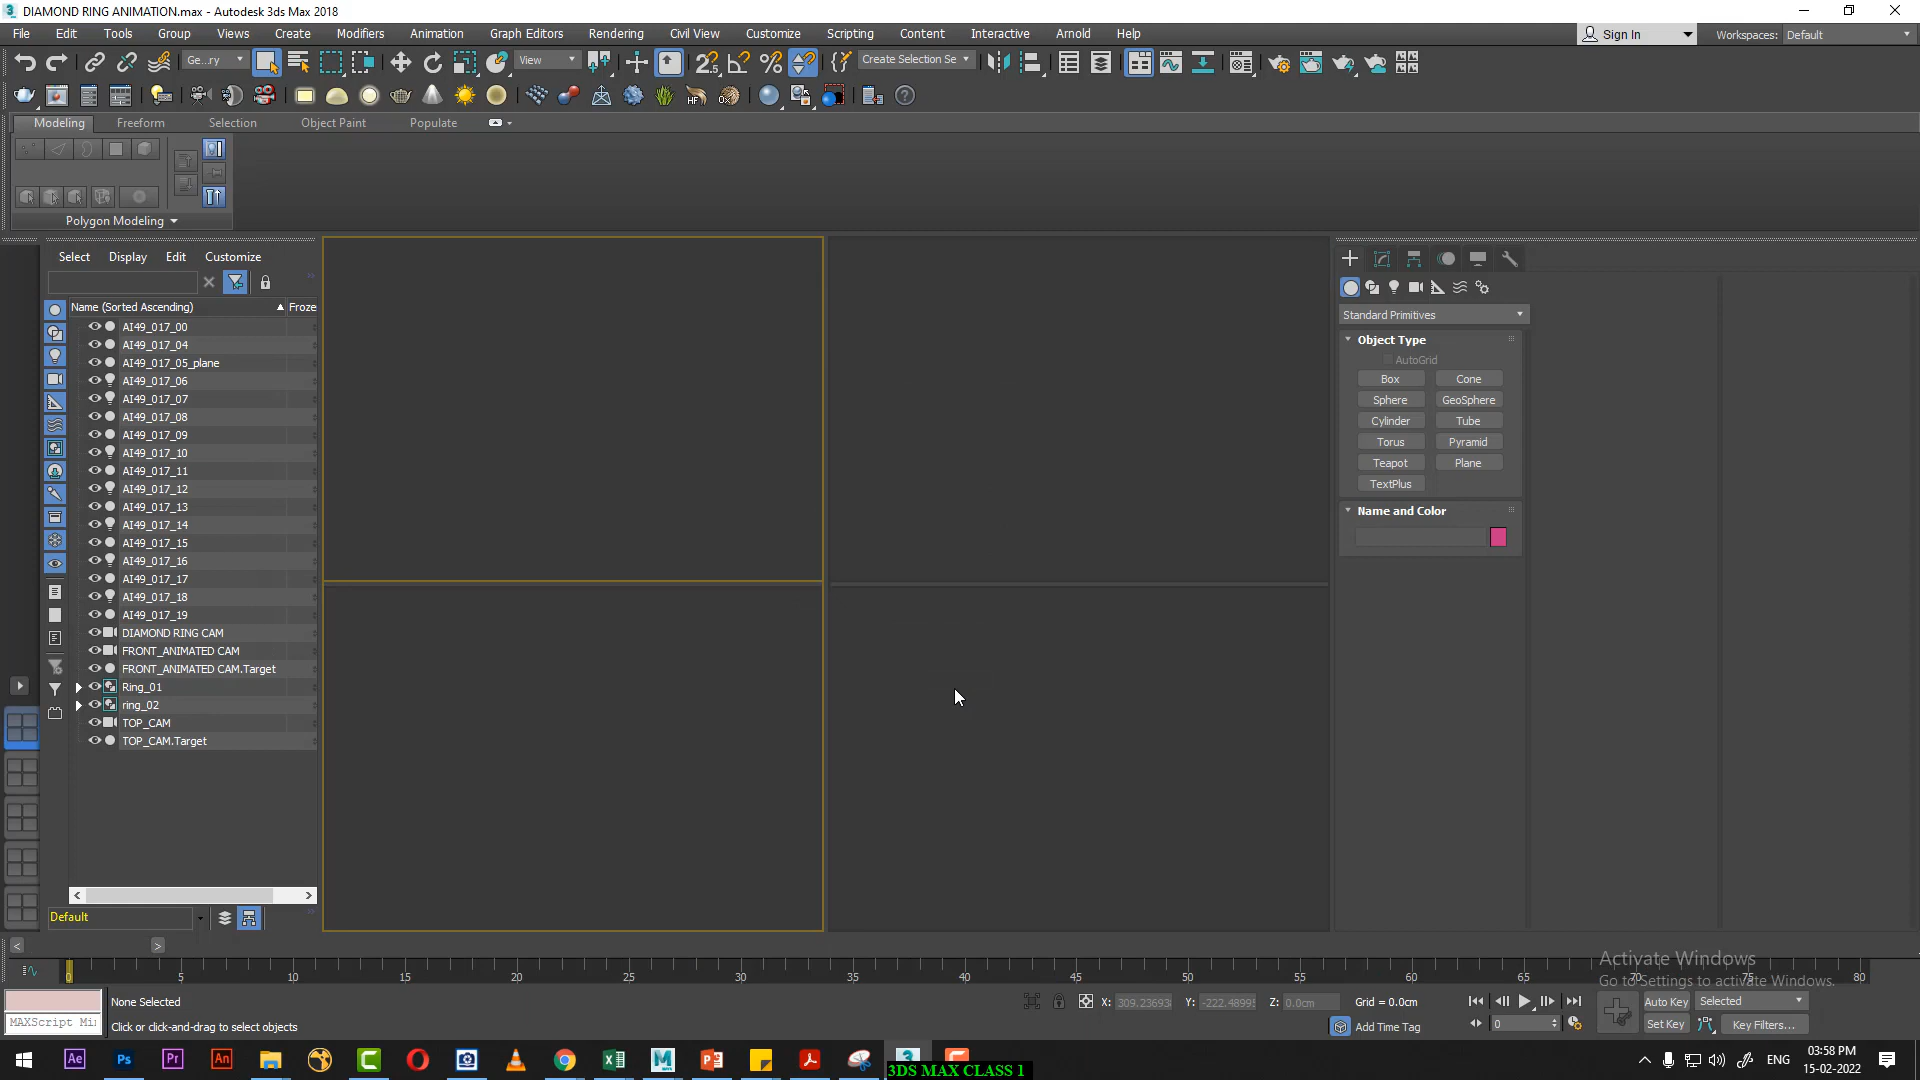 DIAMOND RING ANIMATION.max - Autodesk 3ds Max 2018
File Edit Tools Group Views Create Modifiers Animation Graph Editors Rendering Civil View Customize Scripting Content Interactive Arnold Help
Sign In Workspaces: Default
Ge...ry View Create Selection Se
Modeling Freeform Selection Object Paint Populate
Polygon Modeling
Select Display Edit Customize
Name (Sorted Ascending) Froze
AI49_017_00
AI49_017_04
AI49_017_05_plane
AI49_017_06
AI49_017_07
AI49_017_08
AI49_017_09
AI49_017_10
AI49_017_11
AI49_017_12
AI49_017_13
AI49_017_14
AI49_017_15
AI49_017_16
AI49_017_17
AI49_017_18
AI49_017_19
DIAMOND RING CAM
FRONT_ANIMATED CAM
FRONT_ANIMATED CAM.Target
Ring_01
ring_02
TOP_CAM
TOP_CAM.Target
Default
Standard Primitives
Object Type
AutoGrid
Box Cone
Sphere GeoSphere
Cylinder Tube
Torus Pyramid
Teapot Plane
TextPlus
Name and Color
Activate Windows
Go to Settings to activate Windows.
0 5 10 15 20 25 30 35 40 45 50 55 60 65 70 75 80
None Selected X: 309.23693 Y: -222.4899 Z: 0.0cm Grid = 0.0cm Auto Key Selected
MAXScript Mi Click or click-and-drag to select objects Add Time Tag 0 Set Key Key Filters...
ENG 03:58 PM
15-02-2022
3DS MAX CLASS 1